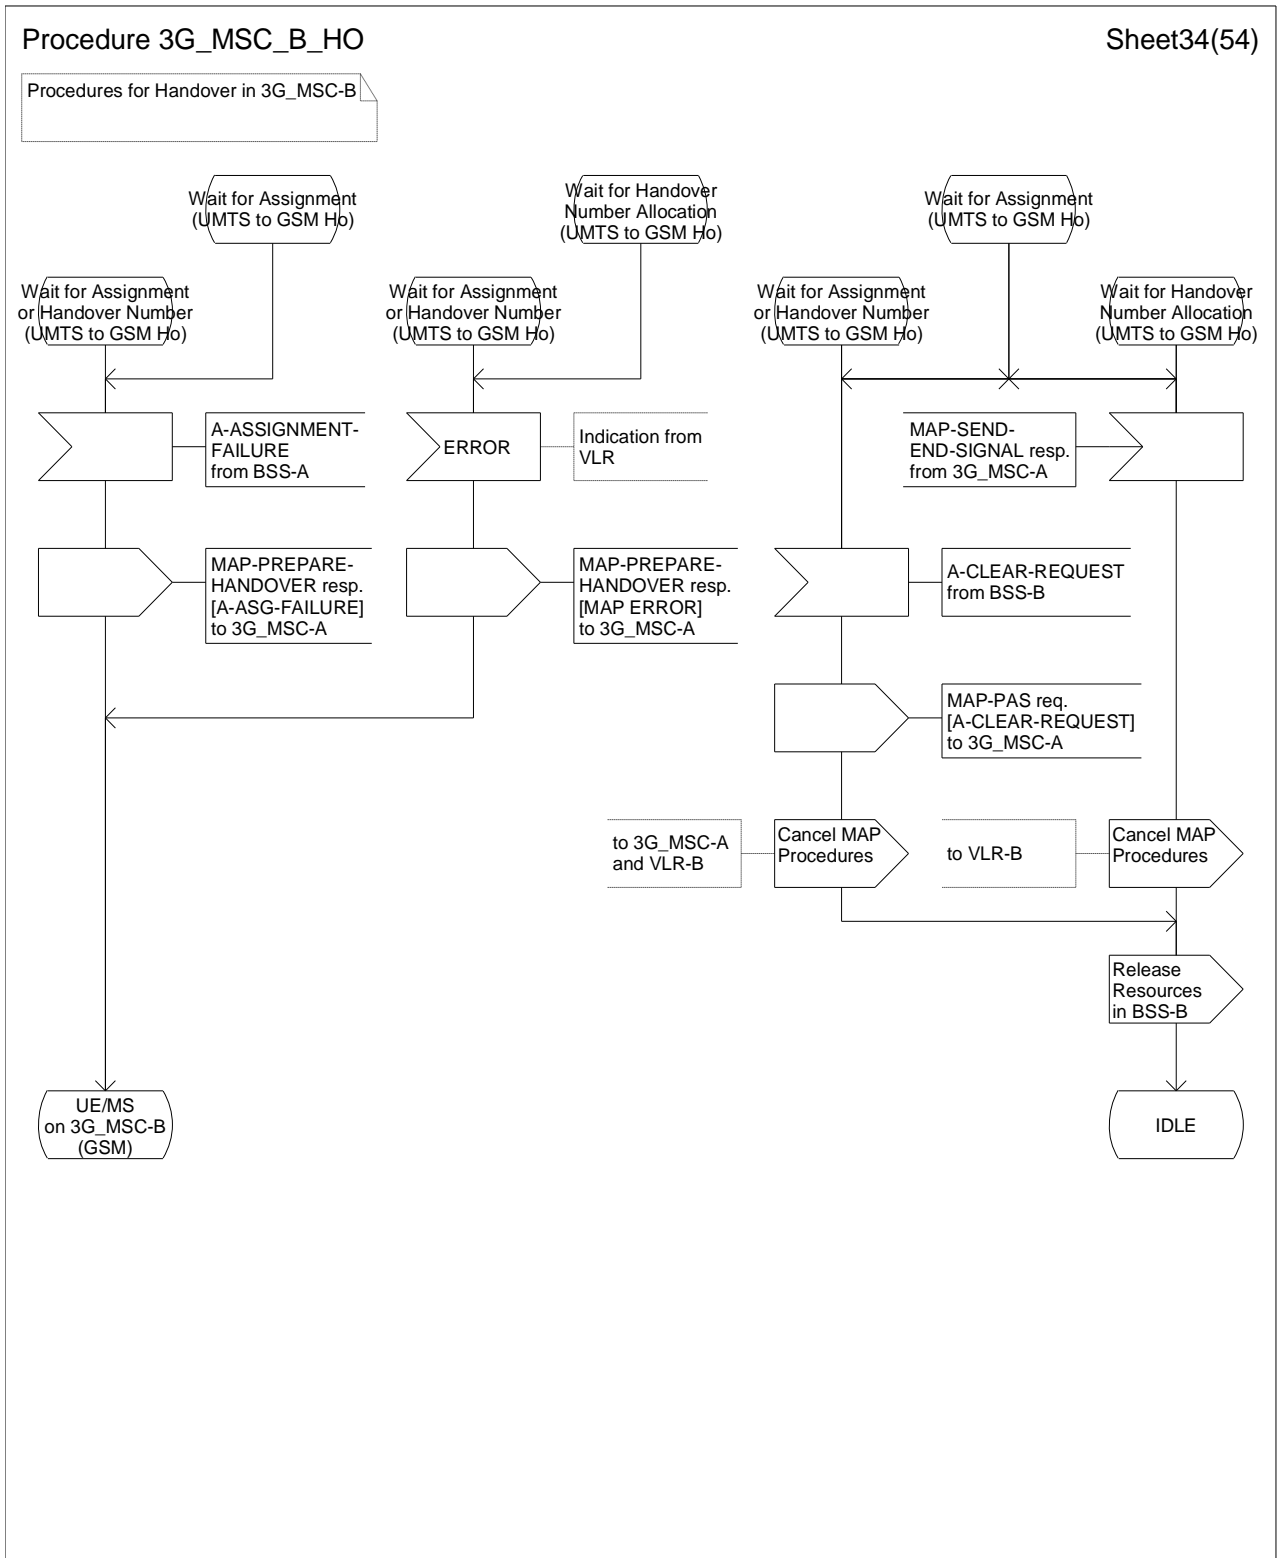 Procedure 3G_MSC_B_HO
Sheet34(54)
Procedures for Handover in 3G_MSC-B
Wait for Assignment
(UMTS to GSM Ho)
Wait for Handover
Number Allocation
(UMTS to GSM Ho)
Wait for Assignment
(UMTS to GSM Ho)
Wait for Assignment
or Handover Number
(UMTS to GSM Ho)
Wait for Assignment
or Handover Number
(UMTS to GSM Ho)
Wait for Assignment
or Handover Number
(UMTS to GSM Ho)
Wait for Handover
Number Allocation
(UMTS to GSM Ho)
A-ASSIGNMENT-
FAILURE
from BSS-A
ERROR
Indication from
VLR
MAP-SEND-
END-SIGNAL resp.
from 3G_MSC-A
MAP-PREPARE-
HANDOVER resp.
[A-ASG-FAILURE]
to 3G_MSC-A
MAP-PREPARE-
HANDOVER resp.
[MAP ERROR]
to 3G_MSC-A
A-CLEAR-REQUEST
from BSS-B
MAP-PAS req.
[A-CLEAR-REQUEST]
to 3G_MSC-A
to 3G_MSC-A
and VLR-B
Cancel MAP
Procedures
to VLR-B
Cancel MAP
Procedures
Release
Resources
in BSS-B
UE/MS
on 3G_MSC-B
(GSM)
IDLE